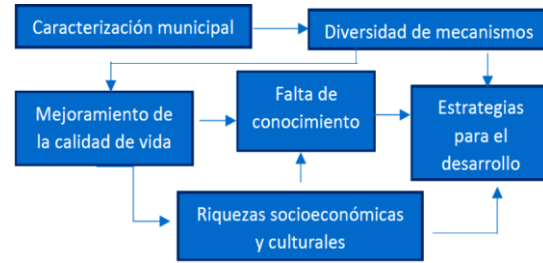 Caracterización municipal
Diversidad de mecanismos
Mejoramiento de
la calidad de vida
Falta de
conocimiento
Estrategias
para el
desarrollo
Riquezas socioeconómicas
y culturales